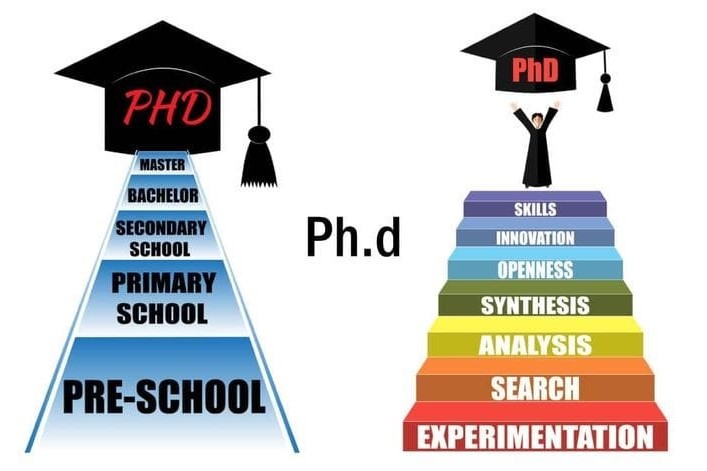 PHD
MASTER
BACHELOR
SECONDARY
SCHOOL
PRIMARY
SCHOOL
PRE-SCHOOL
Ph.d
PhD
SKILLS
INNOVATION
OPENNESS
SYNTHESIS
ANALYSIS
SEARCH
EXPERIMENTATION